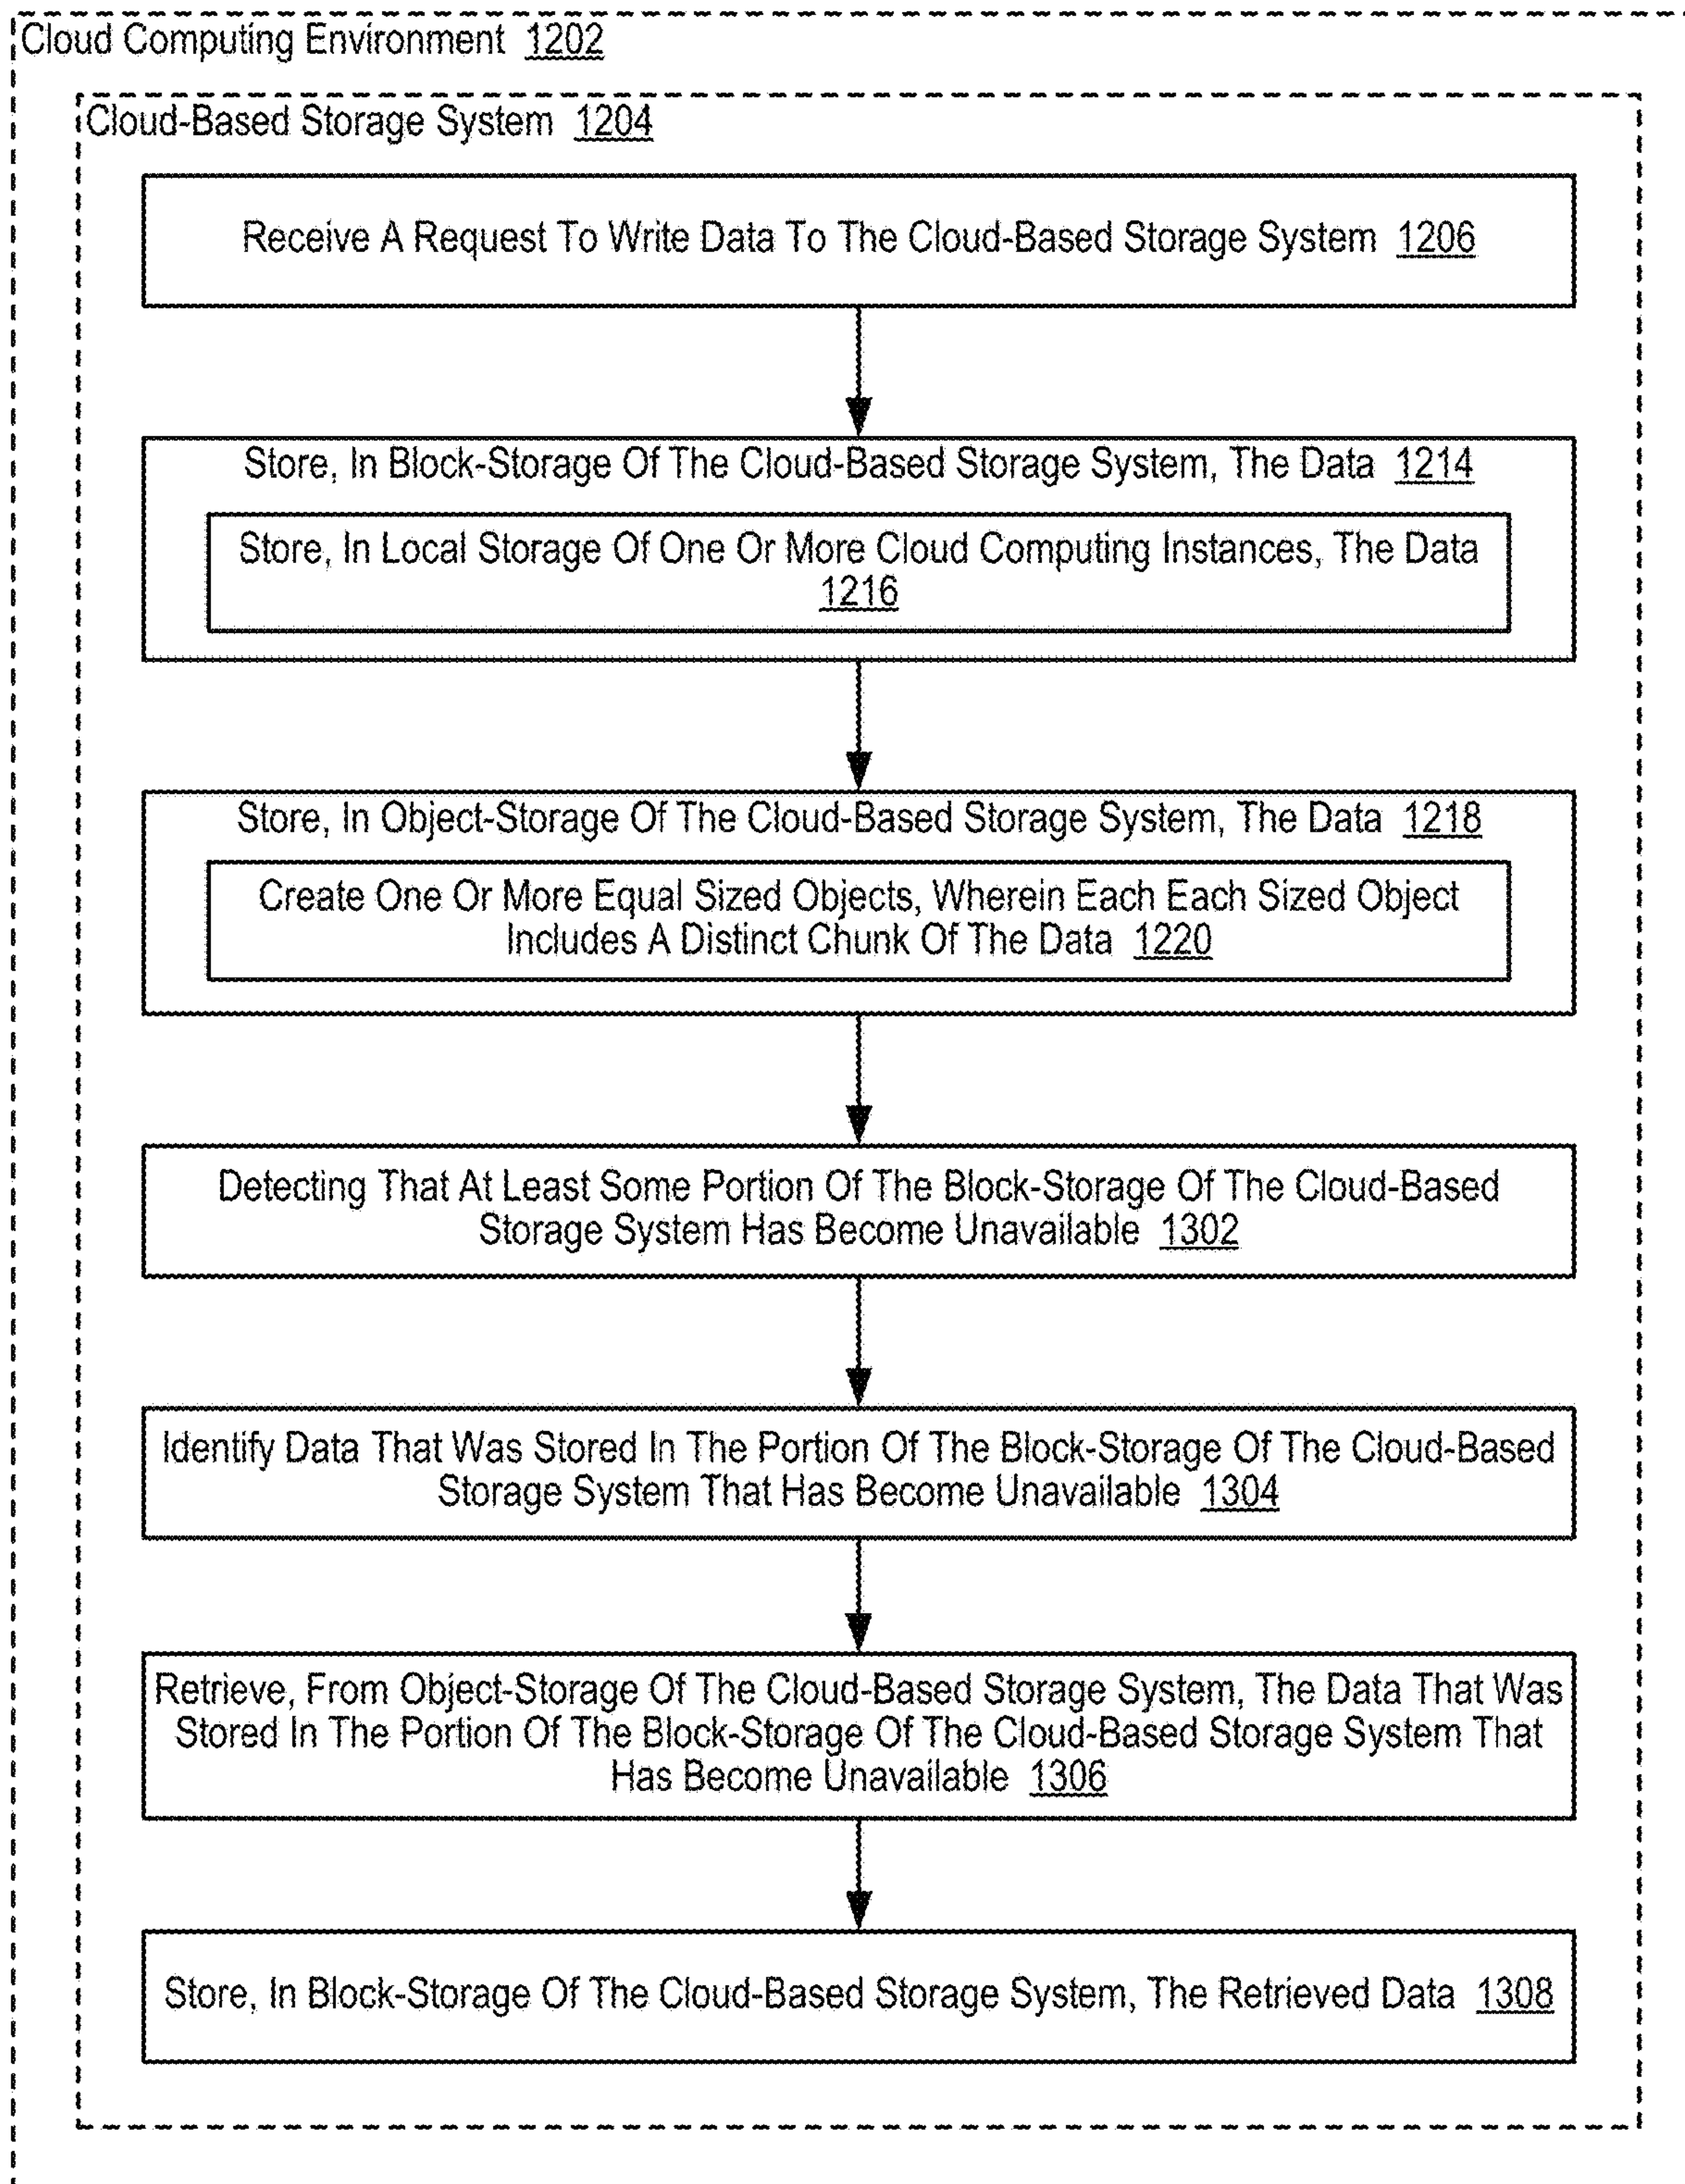 Cloud Computing Environment 1202
Cloud-Based Storage System 1204
Receive A Request To Write Data To The Cloud-Based Storage System 1206
Store, In Block-Storage Of The Cloud-Based Storage System, The Data 1214
Store, In Local Storage Of One Or More Cloud Computing Instances, The Data
1216
Store, In Object-Storage Of The Cloud-Based Storage System, The Data 1218
Create One Or More Equal Sized Objects, Wherein Each Each Sized Object
Includes A Distinct Chunk Of The Data 1220
Detecting That At Least Some Portion Of The Block-Storage Of The Cloud-Based
Storage System Has Become Unavailable 1302
Identify Data That Was Stored In The Portion Of The Block-Storage Of The Cloud-Based
Storage System That Has Become Unavailable 1304
Retrieve, From Object-Storage Of The Cloud-Based Storage System, The Data That Was
Stored In The Portion Of The Block-Storage Of The Cloud-Based Storage System That
Has Become Unavailable 1306
Store, In Block-Storage Of The Cloud-Based Storage System, The Retrieved Data 1308